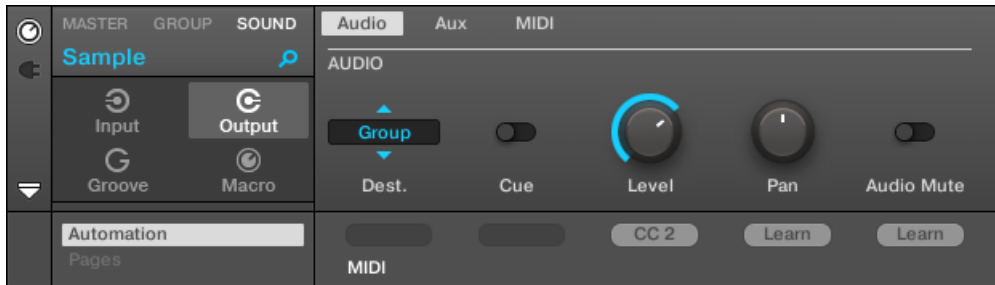 MASTER GROUP SOUND
Sample
Input Output
Groove Macro
Automation
Pages
Audio Aux MIDI
AUDIO
Group
Dest. Cue Level Pan Audio Mute
CC 2 Learn Learn
MIDI